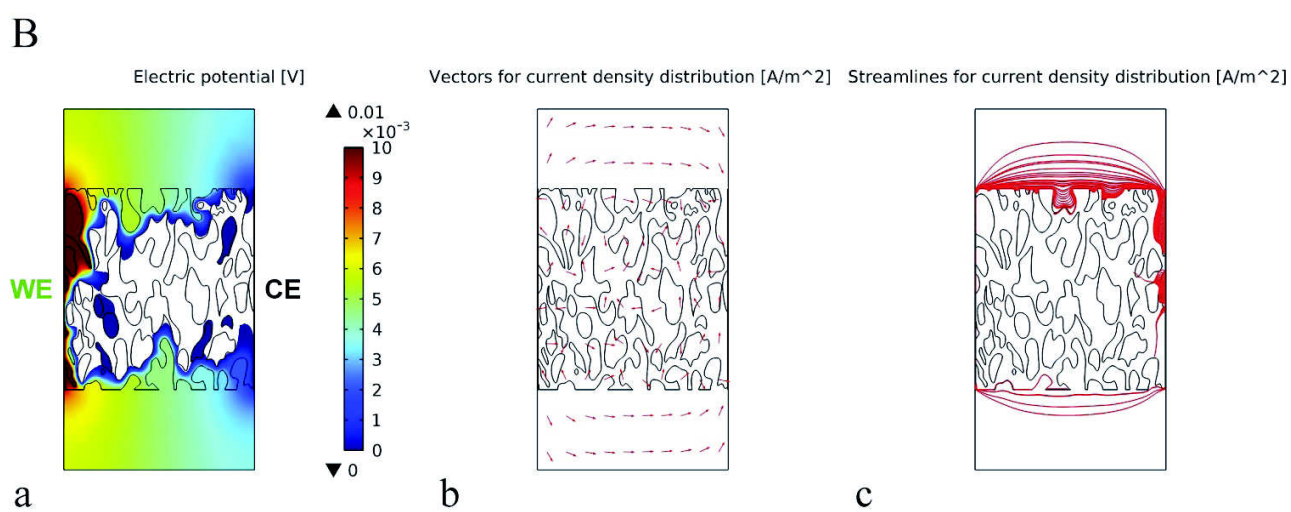 B
Electric potential [V]
Vectors for current density distribution [A/m^2]
Streamlines for current density distribution [A/m^2]
▲ 0.01
×10⁻³
10
9
8
7
6
5
4
3
2
1
0
▼ 0
WE
CE
a
b
c